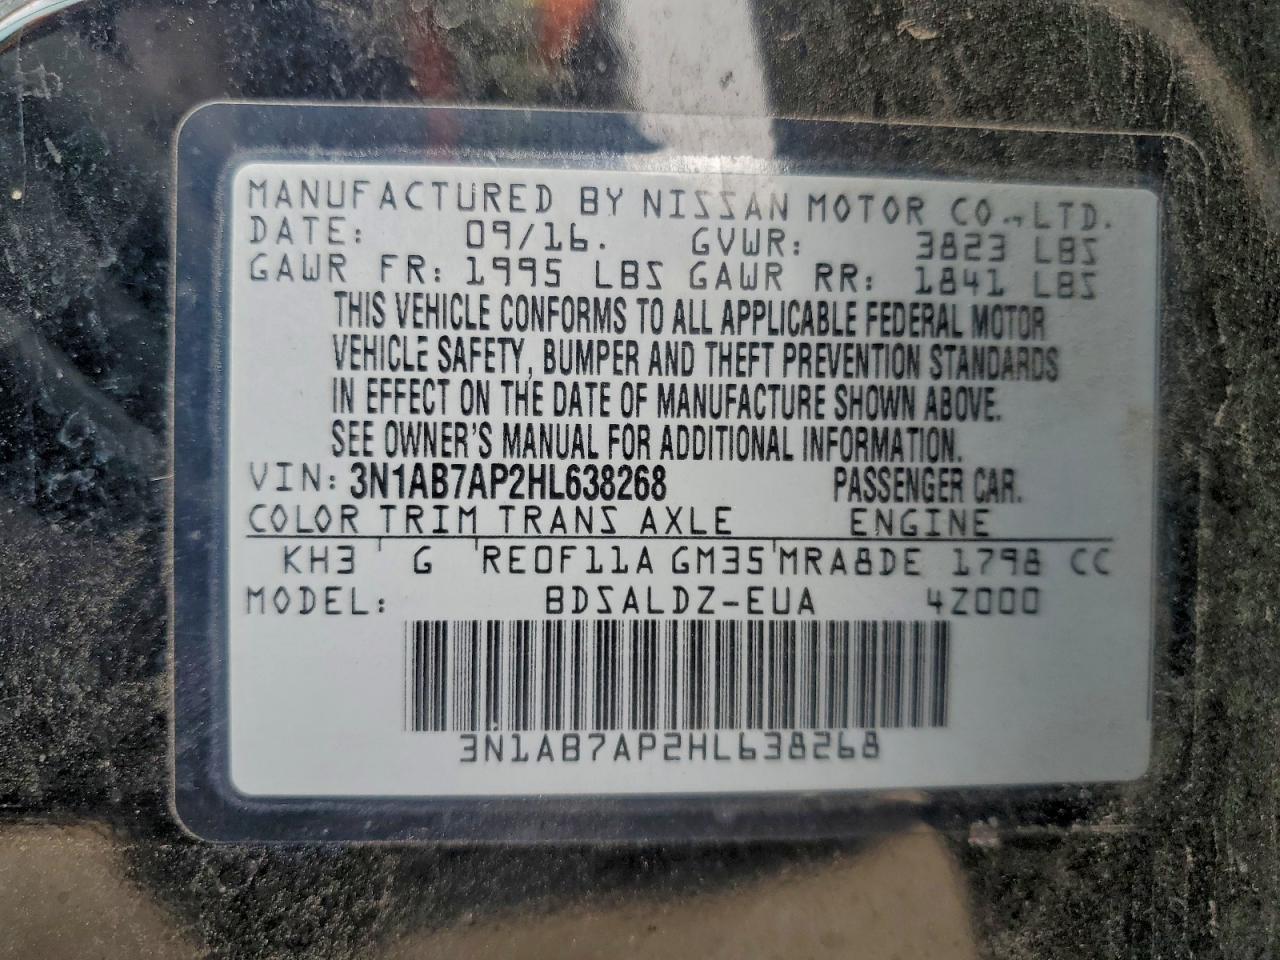 MANUFACTURED BY NISSAN MOTOR CO., LTD.
DATE: 09/16. GVWR: 3823 LBS
GAWR FR: 1995 LBS GAWR RR: 1841 LBS
THIS VEHICLE CONFORMS TO ALL APPLICABLE FEDERAL MOTOR
VEHICLE SAFETY, BUMPER AND THEFT PREVENTION STANDARDS
IN EFFECT ON THE DATE OF MANUFACTURE SHOWN ABOVE.
SEE OWNER'S MANUAL FOR ADDITIONAL INFORMATION.
VIN: 3N1AB7AP2HL638268 PASSENGER CAR.
COLOR TRIM TRANS AXLE ENGINE
KH3 G RE0F11A GM35 MRA8DE 1798 CC
MODEL: BDSALDZ-EUA 4Z000
3N1AB7AP2HL638268